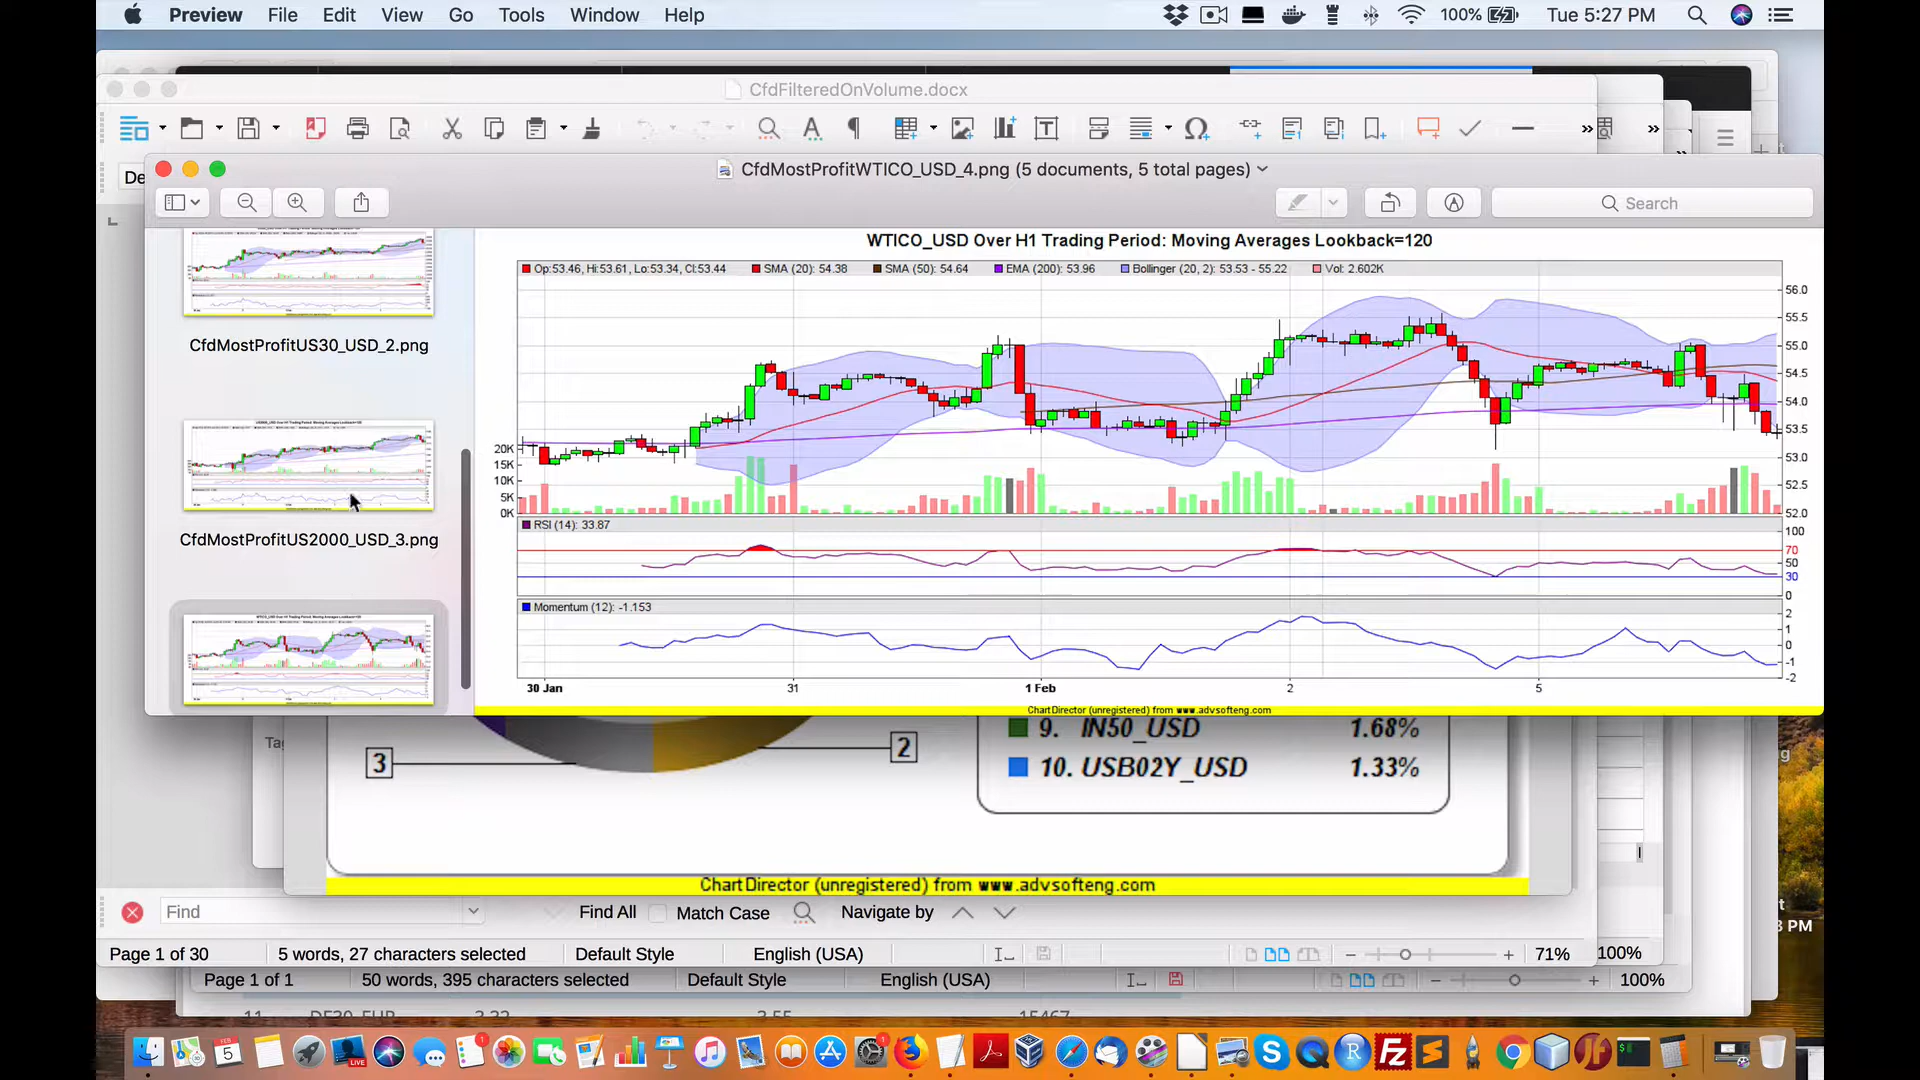 Preview File Edit View Go Tools Window Help 100% Tue 5:27 PM
CfdFilteredOnVolume.docx
CfdMostProfitWTICO_USD_4.png (5 documents, 5 total pages)
De
Search
CfdMostProfitUS30_USD_2.png
CfdMostProfitUS2000_USD_3.png
WTICO_USD Over H1 Trading Period: Moving Averages Lookback=120
Op:53.46, Hi:53.61, Lo:53.34, Cl:53.44 SMA (20): 54.38 SMA (50): 54.64 EMA (200): 53.96 Bollinger (20, 2): 53.53 - 55.22 Vol: 2.602K
56.0
55.5
55.0
54.5
54.0
53.5
53.0
52.5
52.0
20K
15K
10K
5K
0K
RSI (14): 33.87
100
70
50
30
0
Momentum (12): -1.153
2
1
0
-1
-2
30 Jan 31 1 Feb 2 5
ChartDirector (unregistered) from www.advsofteng.com
Ta
3
2
9. IN50_USD 1.68%
10. USB02Y_USD 1.33%
ChartDirector (unregistered) from www.advsofteng.com
3 PM
Find Find All Match Case Navigate by
Page 1 of 30 5 words, 27 characters selected Default Style English (USA) 71% 100%
Page 1 of 1 50 words, 395 characters selected Default Style English (USA) 100%
FEB
5